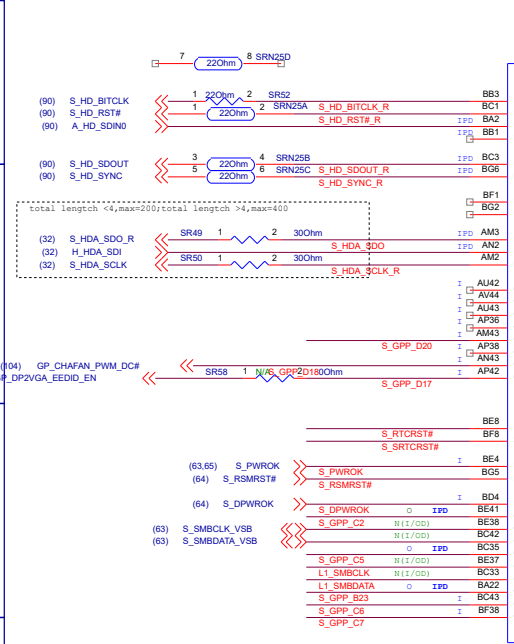 7 22Ohm 8 SRN25D
1 22Ohm 2 SR52 BB3
(90) S_HD_BITCLK
1 22Ohm 2 SRN25A S_HD_BITCLK_R BC1
(90) S_HD_RST#
S_HD_RST#_R IPD BA2
(90) A_HD_SDIN0
IPD BB1
3 22Ohm 4 SRN25B IPD BC3
(90) S_HD_SDOUT
5 22Ohm 6 SRN25C S_HD_SDOUT_R BG6
(90) S_HD_SYNC
S_HD_SYNC_R
BF1
total lengtch <4,max=200;total lengtch >4,max=400 BG2
(32) S_HDA_SDO_R SR49 1 2 30Ohm IPD AM3
(32) H_HDA_SDI S_HDA_SDO IPD AN2
(32) S_HDA_SCLK SR50 1 2 30Ohm AM2
S_HDA_SCLK_R
I AU42
I AV44
I AU43
I AP36
I AM43
S_GPP_D20 I AP38
(104) GP_CHAFAN_PWM_DC# AN43
P_DP2VGA_EEDID_EN SR58 1 N/A S_GPP_D18 2 0Ohm I AP42
S_GPP_D17
BE8
S_RTCRST# BF8
S_SRTCRST#
(63,65) S_PWROK I BE4
(64) S_RSMRST# S_PWROK BG5
S_RSMRST#
(64) S_DPWROK I BD4
S_DPWROK O IPD BE41
S_GPP_C2 N(I/OD) BE38
(63) S_SMBCLK_VSB
(63) S_SMBDATA_VSB BC42
O IPD BC35
S_GPP_C5 N(I/OD) BE37
L1_SMBCLK N(I/OD) BC33
L1_SMBDATA O IPD BA22
S_GPP_B23 I BC43
S_GPP_C6 I BF38
S_GPP_C7